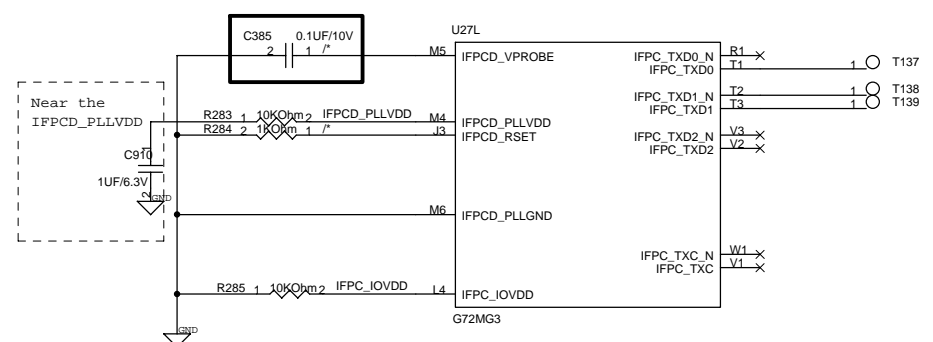 U27L
C385 0.1UF/10V
2 1 /*
M5 IFPCD_VPROBE
IFPC_TXD0_N R1
IFPC_TXD0 T1 1 T137
IFPC_TXD1_N T2 1 T138
IFPC_TXD1 T3 1 T139
Near the
IFPCD_PLLVDD
R283 1 10KOhm 2 IFPCD_PLLVDD M4 IFPCD_PLLVDD
R284 2 1KOhm 1 /* J3 IFPCD_RSET
IFPC_TXD2_N V3
IFPC_TXD2 V2
1
C910
1UF/6.3V
2
GND
M6 IFPCD_PLLGND
IFPC_TXC_N W1
IFPC_TXC V1
R285 1 10KOhm 2 IFPC_IOVDD L4 IFPC_IOVDD
G72MG3
GND